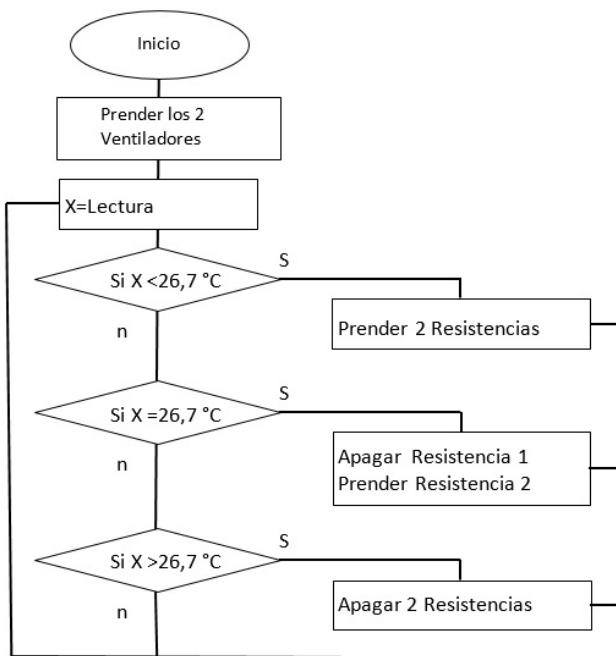 Inicio
Prender los 2
Ventiladores
X=Lectura
Si X <26,7 °C
S
Prender 2 Resistencias
n
Si X =26,7 °C
S
Apagar Resistencia 1
Prender Resistencia 2
n
Si X >26,7 °C
S
Apagar 2 Resistencias
n